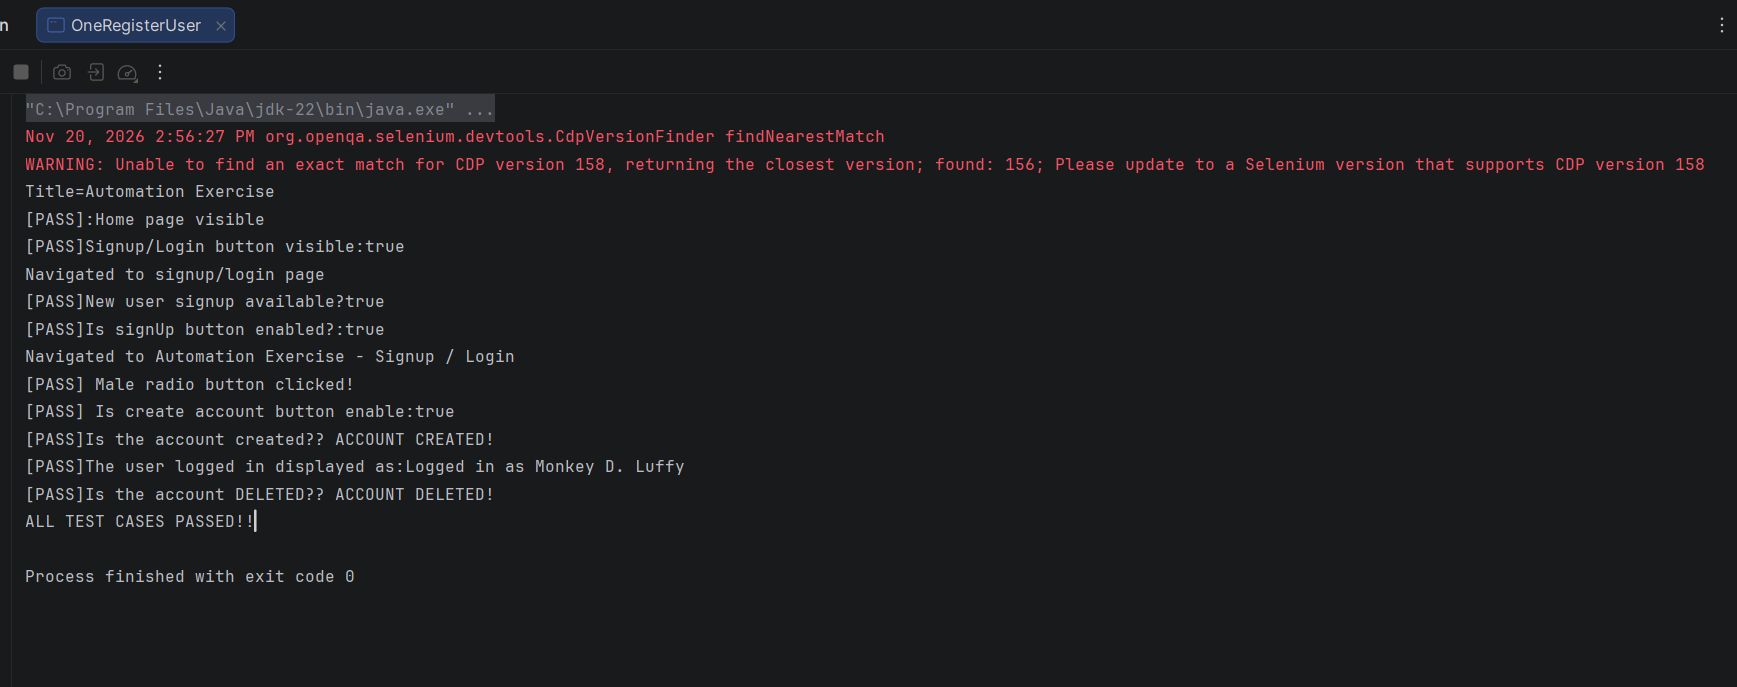 n
OneRegisterUser
"C:\Program Files\Java\jdk-22\bin\java.exe" ...
Nov 20, 2026 2:56:27 PM org.openqa.selenium.devtools.CdpVersionFinder findNearestMatch
WARNING: Unable to find an exact match for CDP version 158, returning the closest version; found: 156; Please update to a Selenium version that supports CDP version 158
Title=Automation Exercise
[PASS]:Home page visible
[PASS]Signup/Login button visible:true
Navigated to signup/login page
[PASS]New user signup available?true
[PASS]Is signUp button enabled?:true
Navigated to Automation Exercise - Signup / Login
[PASS] Male radio button clicked!
[PASS] Is create account button enable:true
[PASS]Is the account created?? ACCOUNT CREATED!
[PASS]The user logged in displayed as:Logged in as Monkey D. Luffy
[PASS]Is the account DELETED?? ACCOUNT DELETED!
ALL TEST CASES PASSED!!
Process finished with exit code 0